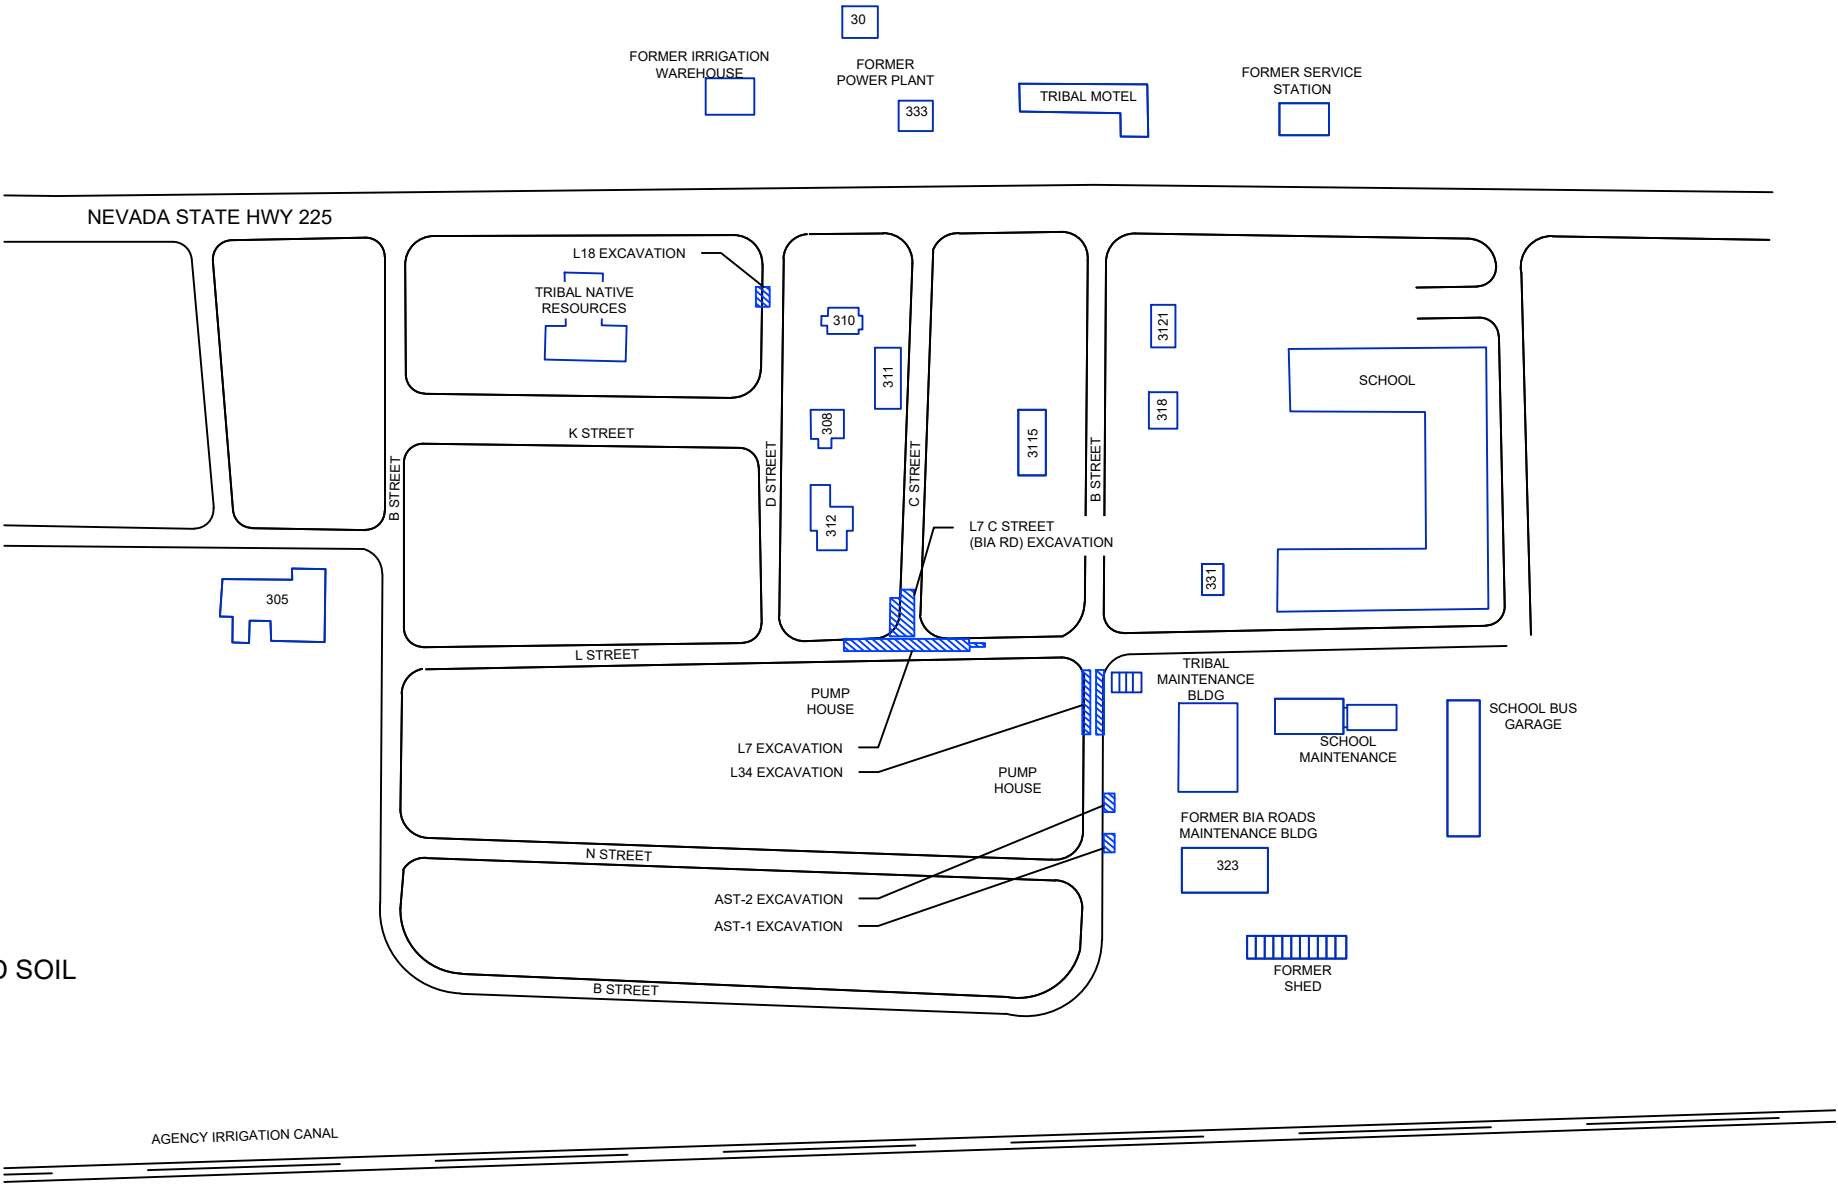 30
FORMER IRRIGATION
WAREHOUSE
FORMER
POWER PLANT
333
TRIBAL MOTEL
FORMER SERVICE
STATION
NEVADA STATE HWY 225
L18 EXCAVATION
TRIBAL NATIVE
RESOURCES
310
311
308
312
3121
318
3115
SCHOOL
K STREET
B STREET
D STREET
C STREET
B STREET
L7 C STREET
(BIA RD) EXCAVATION
331
305
L STREET
PUMP
HOUSE
TRIBAL
MAINTENANCE
BLDG
SCHOOL BUS
GARAGE
SCHOOL
MAINTENANCE
L7 EXCAVATION
L34 EXCAVATION
PUMP
HOUSE
FORMER BIA ROADS
MAINTENANCE BLDG
323
N STREET
AST-2 EXCAVATION
AST-1 EXCAVATION
SOIL
B STREET
FORMER
SHED
AGENCY IRRIGATION CANAL